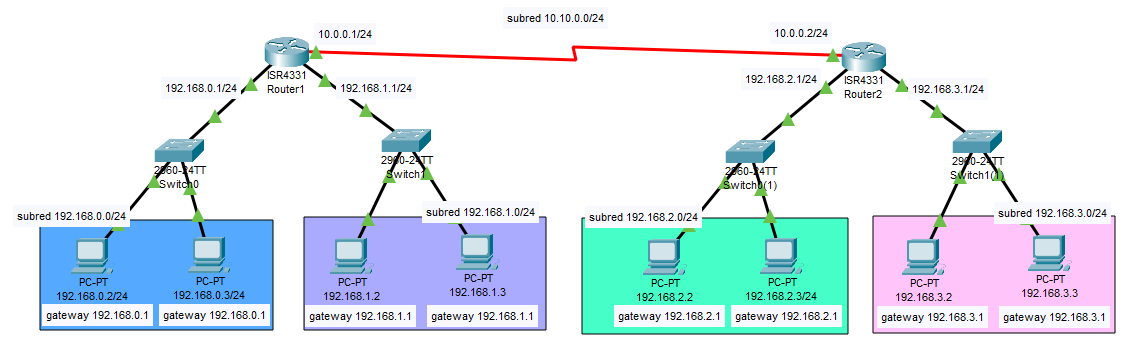 subred 10.10.0.0/24
10.0.0.1/24
10.0.0.2/24
ISR4331
Router1
ISR4331
Router2
192.168.0.1/24
192.168.1.1/24
192.168.2.1/24
192.168.3.1/24
2960-24TT
Switch0
2960-24TT
Switch1
2960-24TT
Switch0(1)
2960-24TT
Switch1(1)
subred 192.168.0.0/24
subred 192.168.1.0/24
subred 192.168.2.0/24
subred 192.168.3.0/24
PC-PT
192.168.0.2/24
gateway 192.168.0.1
PC-PT
192.168.0.3/24
gateway 192.168.0.1
PC-PT
192.168.1.2
gateway 192.168.1.1
PC-PT
192.168.1.3
gateway 192.168.1.1
PC-PT
192.168.2.2
gateway 192.168.2.1
PC-PT
192.168.2.3/24
gateway 192.168.2.1
PC-PT
192.168.3.2
gateway 192.168.3.1
PC-PT
192.168.3.3
gateway 192.168.3.1